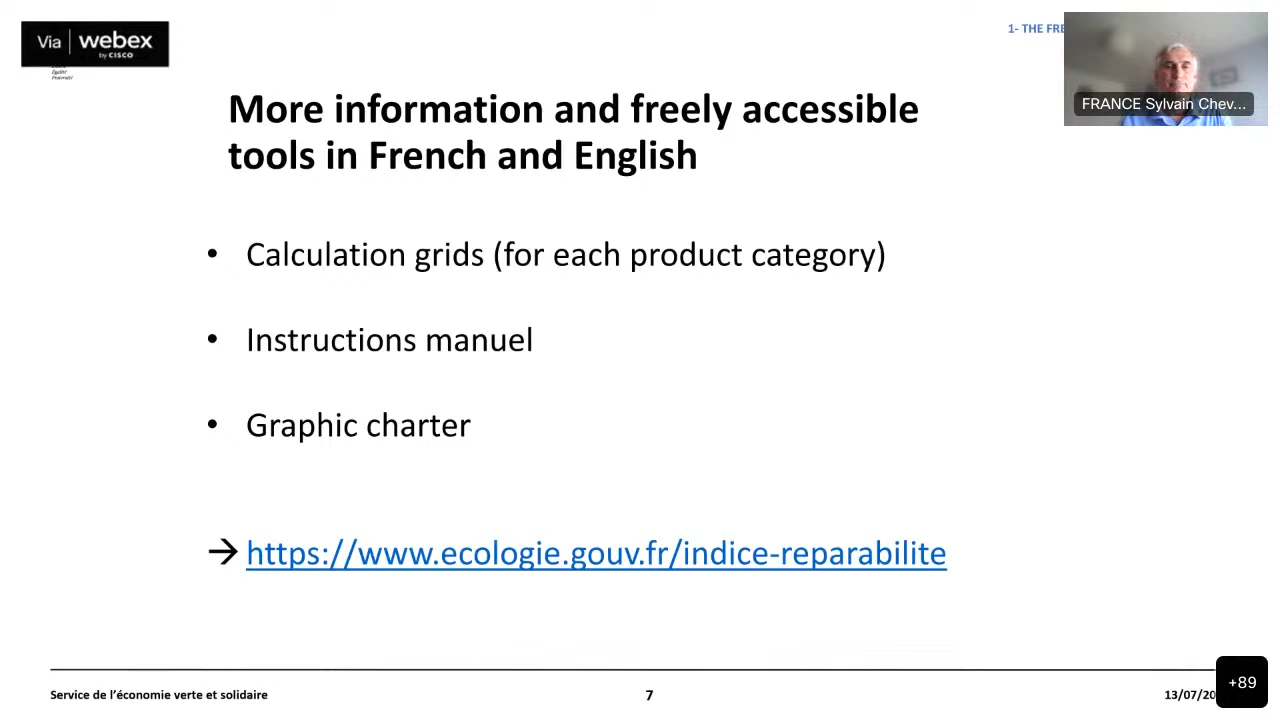 Via webex
by CISCO
1- THE FRE
Égalité
Fraternité
FRANCE Sylvain Chev...
More information and freely accessible
tools in French and English
• Calculation grids (for each product category)
• Instructions manuel
• Graphic charter
→ https://www.ecologie.gouv.fr/indice-reparabilite
Service de l’économie verte et solidaire
7
13/07/20
+89